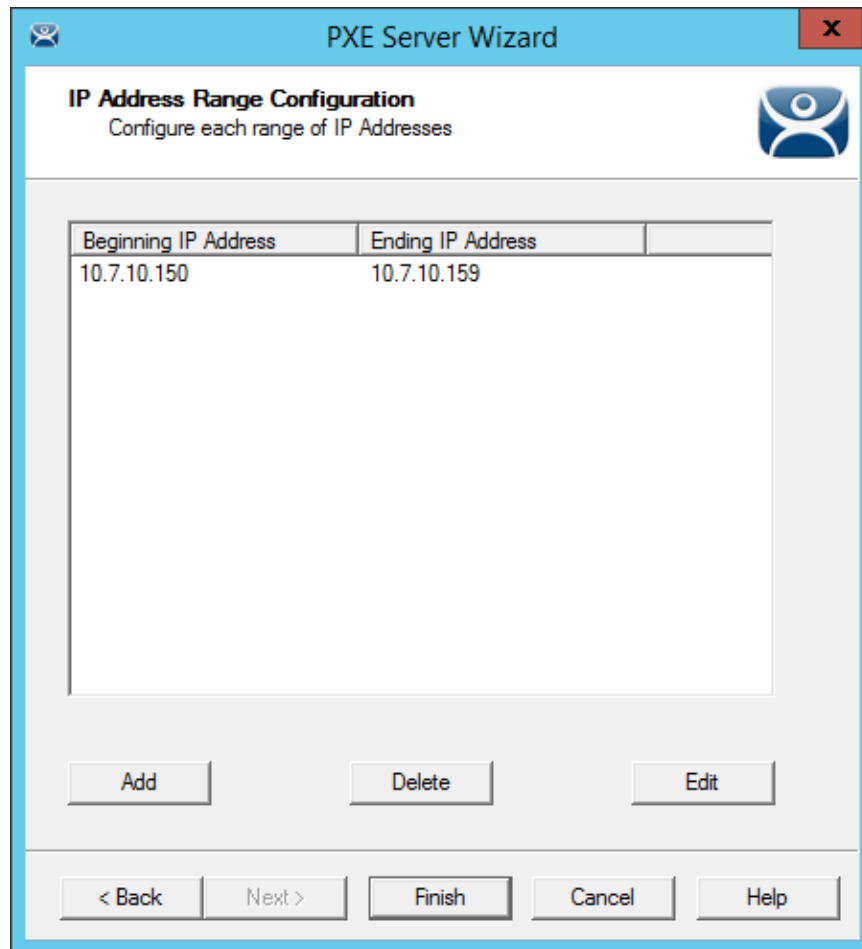 PXE Server Wizard
x
IP Address Range Configuration
Configure each range of IP Addresses
Beginning IP Address Ending IP Address
10.7.10.150 10.7.10.159
Add Delete Edit
< Back Next > Finish Cancel Help